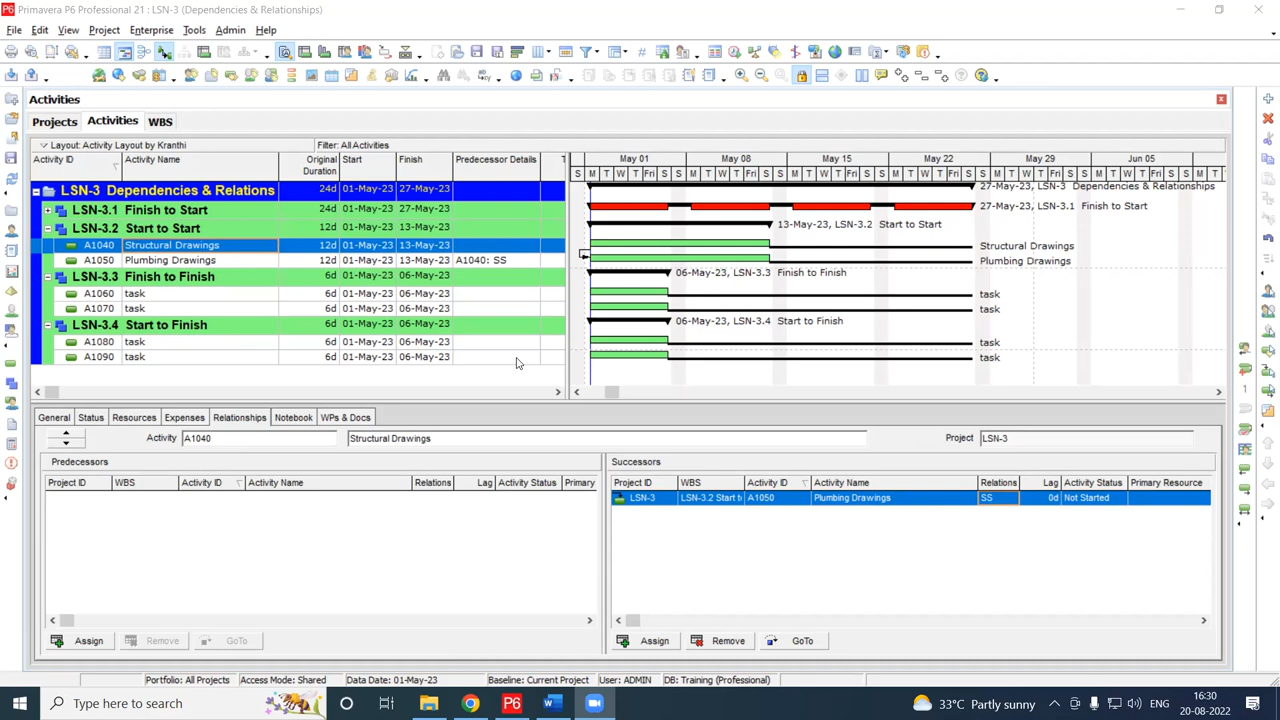 Primavera P6 Professional 21 : LSN-3 (Dependencies & Relationships)
File Edit View Project Enterprise Tools Admin Help
Activities
Projects Activities WBS
Layout: Activity Layout by Kranthi Filter: All Activities
Activity ID Activity Name Original Duration Start Finish Predecessor Details T
May 01 May 08 May 15 May 22 May 29 Jun 05
S M T W T Fri S S M T W T Fri S S M T W T Fri S S M T W T Fri S S M T W T Fri S S M T W T Fri S S M T
LSN-3 Dependencies & Relations 24d 01-May-23 27-May-23 27-May-23, LSN-3 Dependencies & Relationships
LSN-3.1 Finish to Start 24d 01-May-23 27-May-23 27-May-23, LSN-3.1 Finish to Start
LSN-3.2 Start to Start 12d 01-May-23 13-May-23 13-May-23, LSN-3.2 Start to Start
A1040 Structural Drawings 12d 01-May-23 13-May-23 Structural Drawings
A1050 Plumbing Drawings 12d 01-May-23 13-May-23 A1040: SS Plumbing Drawings
LSN-3.3 Finish to Finish 6d 01-May-23 06-May-23 06-May-23, LSN-3.3 Finish to Finish
A1060 task 6d 01-May-23 06-May-23 task
A1070 task 6d 01-May-23 06-May-23 task
LSN-3.4 Start to Finish 6d 01-May-23 06-May-23 06-May-23, LSN-3.4 Start to Finish
A1080 task 6d 01-May-23 06-May-23 task
A1090 task 6d 01-May-23 06-May-23 task
General Status Resources Expenses Relationships Notebook WPs & Docs
Activity A1040 Structural Drawings Project LSN-3
Predecessors Successors
Project ID WBS Activity ID Activity Name Relations Lag Activity Status Primary
Project ID WBS Activity ID Activity Name Relations Lag Activity Status Primary Resource
LSN-3 LSN-3.2 Start t A1050 Plumbing Drawings SS 0d Not Started
Assign Remove GoTo Assign Remove GoTo
Portfolio: All Projects Access Mode: Shared Data Date: 01-May-23 Baseline: Current Project User: ADMIN DB: Training (Professional)
Type here to search 33°C Partly sunny ENG 16:30
20-08-2022